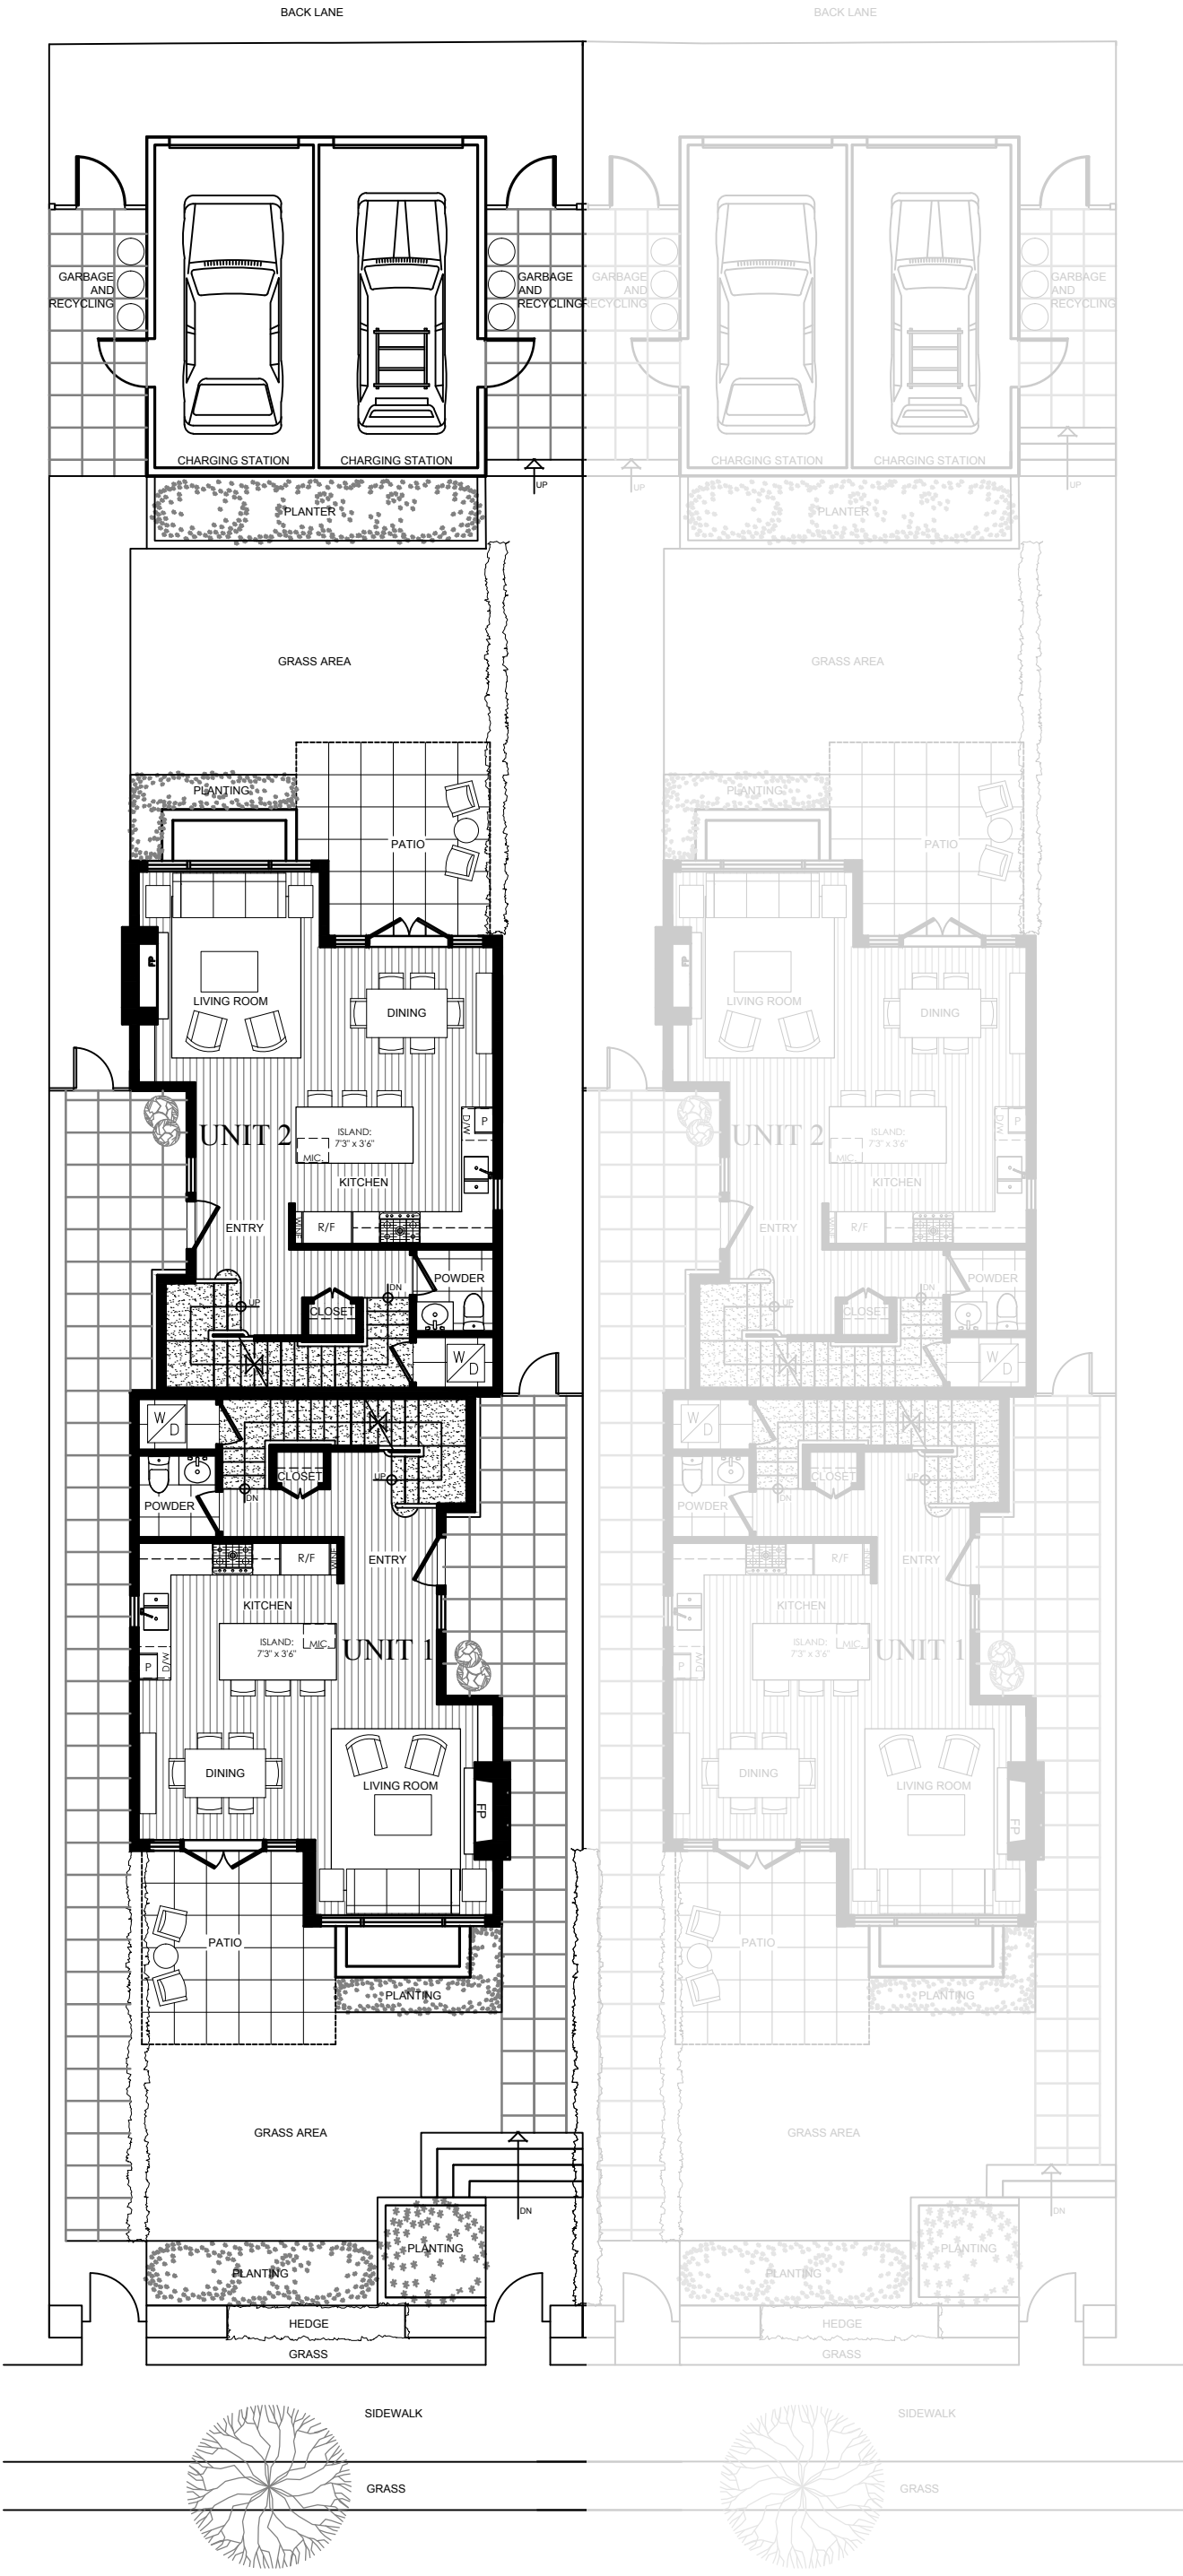 BACK LANE
BACK LANE
GARBAGE
AND
RECYCLING
GARBAGE
AND
RECYCLING
GARBAGE
AND
RECYCLING
GARBAGE
AND
RECYCLING
CHARGING STATION
CHARGING STATION
CHARGING STATION
CHARGING STATION
UP
UP
UP
PLANTER
PLANTER
GRASS AREA
GRASS AREA
PLANTING
PLANTING
PATIO
PATIO
FP
FP
LIVING ROOM
DINING
LIVING ROOM
DINING
UNIT 2
ISLAND:
7'3" x 3'6"
MIC.
D/W
P
UNIT 2
ISLAND:
7'3" x 3'6"
MIC.
D/W
P
KITCHEN
KITCHEN
ENTRY
WINE
R/F
ENTRY
WINE
R/F
POWDER
POWDER
DN
DN
UP
CLOSET
UP
CLOSET
W
D
W
D
W
D
W
D
CLOSET
UP
CLOSET
UP
DN
DN
POWDER
POWDER
R/F
WINE
ENTRY
R/F
WINE
ENTRY
KITCHEN
KITCHEN
ISLAND:
7'3" x 3'6"
MIC.
UNIT 1
ISLAND:
7'3" x 3'6"
MIC.
UNIT 1
P
D/W
P
D/W
DINING
LIVING ROOM
DINING
LIVING ROOM
FP
FP
PATIO
PATIO
PLANTING
PLANTING
GRASS AREA
GRASS AREA
DN
DN
PLANTING
PLANTING
PLANTING
PLANTING
HEDGE
HEDGE
GRASS
GRASS
SIDEWALK
SIDEWALK
GRASS
GRASS